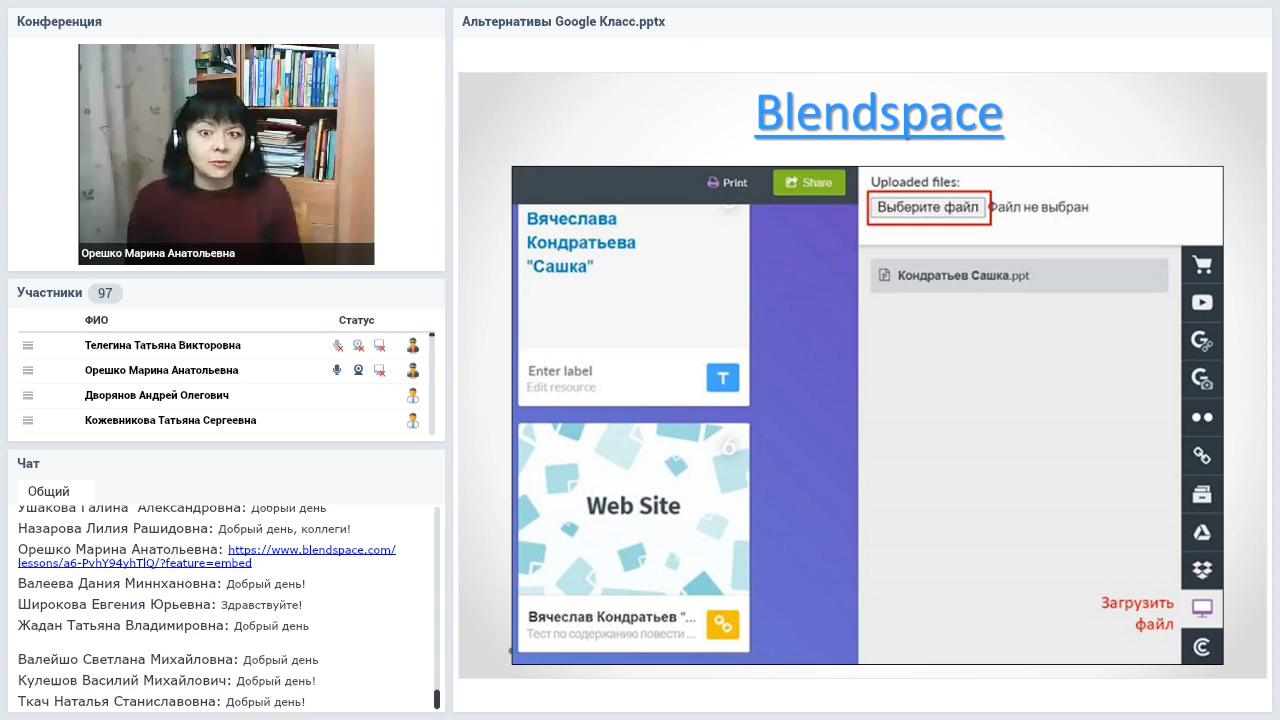 Конференция
Орешко Марина Анатольевна
Участники 97
ФИО Статус
Телегина Татьяна Викторовна
Орешко Марина Анатольевна
Дворянов Андрей Олегович
Кожевникова Татьяна Сергеевна
Чат
Общий
Ушакова Галина Александровна: Добрый день
Назарова Лилия Рашидовна: Добрый день, коллеги!
Орешко Марина Анатольевна: https://www.blendspace.com/
lessons/a6-PvhY94yhTlQ/?feature=embed
Валеева Дания Миннхановна: Добрый день!
Широкова Евгения Юрьевна: Здравствуйте!
Жадан Татьяна Владимировна: Добрый день
Валейшо Светлана Михайловна: Добрый день
Кулешов Василий Михайлович: Добрый день!
Ткач Наталья Станиславовна: Добрый день!
Альтернативы Google Класс.pptx
Blendspace
Print Share
Вячеслава
Кондратьева
"Сашка"
Enter label
Edit resource
T
6
Web Site
Вячеслав Кондратьев "...
Тест по содержанию повести ...
Uploaded files:
Выберите файл Файл не выбран
Кондратьев Сашка.ppt
Загрузить
файл